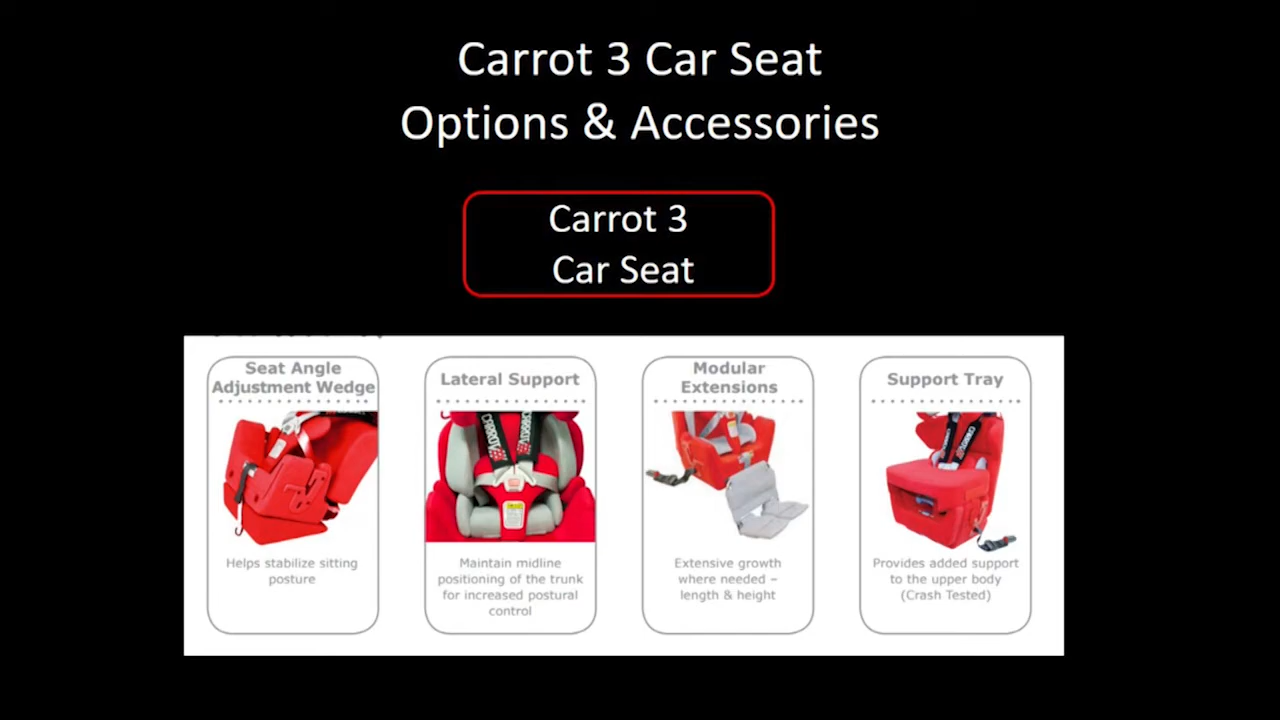 Carrot 3 Car Seat
Options & Accessories
Carrot 3
Car Seat
Seat Angle
Adjustment Wedge
Lateral Support
Modular
Extensions
Support Tray
CARROT
CARROT
Helps stabilize sitting
posture
Maintain midline
positioning of the trunk
for increased postural
control
Extensive growth
where needed –
length & height
Provides added support
to the upper body
(Crash Tested)